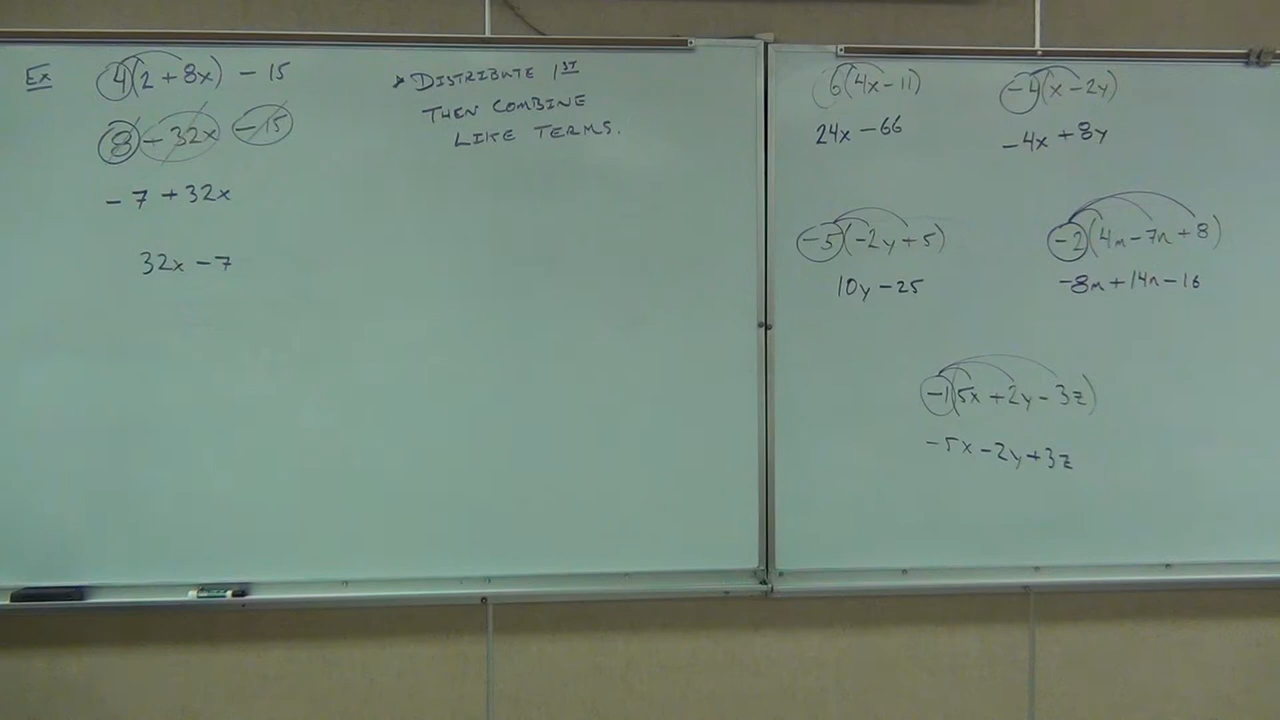 Ex 4(2 + 8x) - 15
8 - 32x - 15
- 7 + 32x
32x - 7
* DISTRIBUTE 1ST
THEN COMBINE
LIKE TERMS.
6(4x - 11)
24x - 66
-4(x - 2y)
-4x + 8y
-5(-2y + 5)
10y - 25
-2(4m - 7n + 8)
-8m + 14n - 16
-1(5x + 2y - 3z)
-5x - 2y + 3z